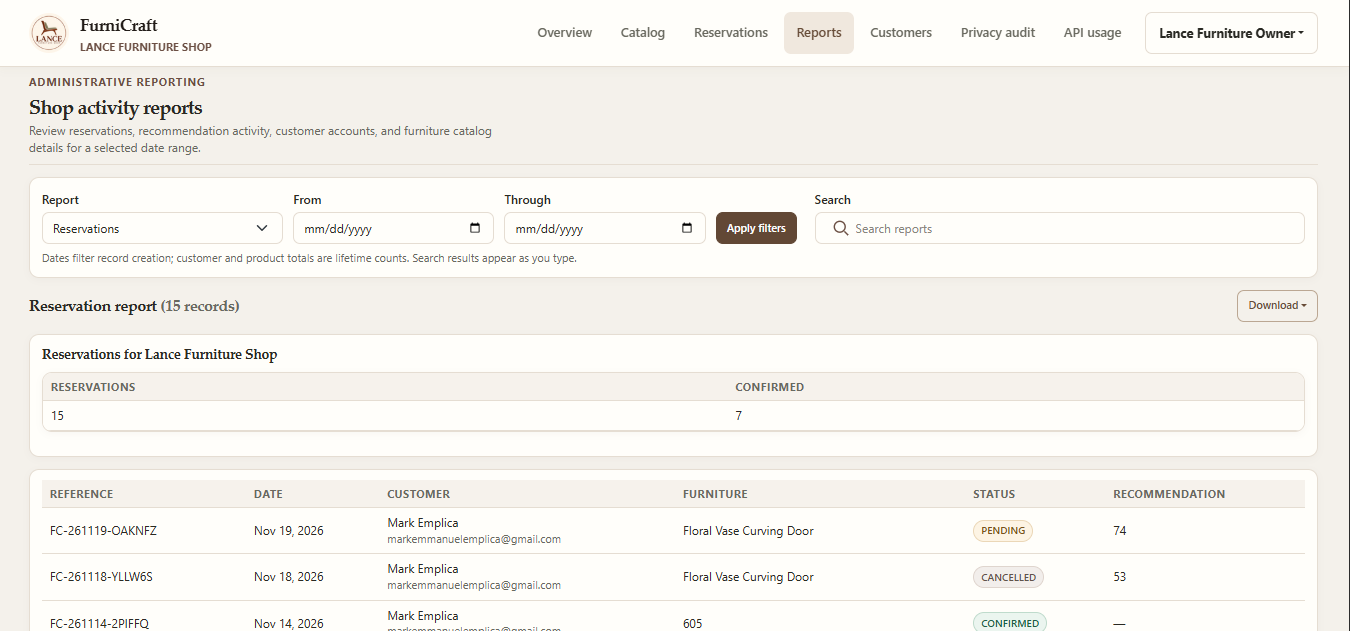 LANCE
FurniCraft
LANCE FURNITURE SHOP
Overview Catalog Reservations Reports Customers Privacy audit API usage Lance Furniture Owner
ADMINISTRATIVE REPORTING
Shop activity reports
Review reservations, recommendation activity, customer accounts, and furniture catalog
details for a selected date range.
Report From Through Search
Reservations mm/dd/yyyy mm/dd/yyyy Apply filters Search reports
Dates filter record creation; customer and product totals are lifetime counts. Search results appear as you type.
Reservation report (15 records) Download
Reservations for Lance Furniture Shop
RESERVATIONS CONFIRMED
15 7
REFERENCE DATE CUSTOMER FURNITURE STATUS RECOMMENDATION
FC-261119-OAKNFZ Nov 19, 2026 Mark Emplica Floral Vase Curving Door PENDING 74
markemmanuelemplica@gmail.com
FC-261118-YLLW6S Nov 18, 2026 Mark Emplica Floral Vase Curving Door CANCELLED 53
markemmanuelemplica@gmail.com
FC-261114-2PIFFQ Nov 14, 2026 Mark Emplica 605 CONFIRMED —
markemmanuelemplica@gmail.com